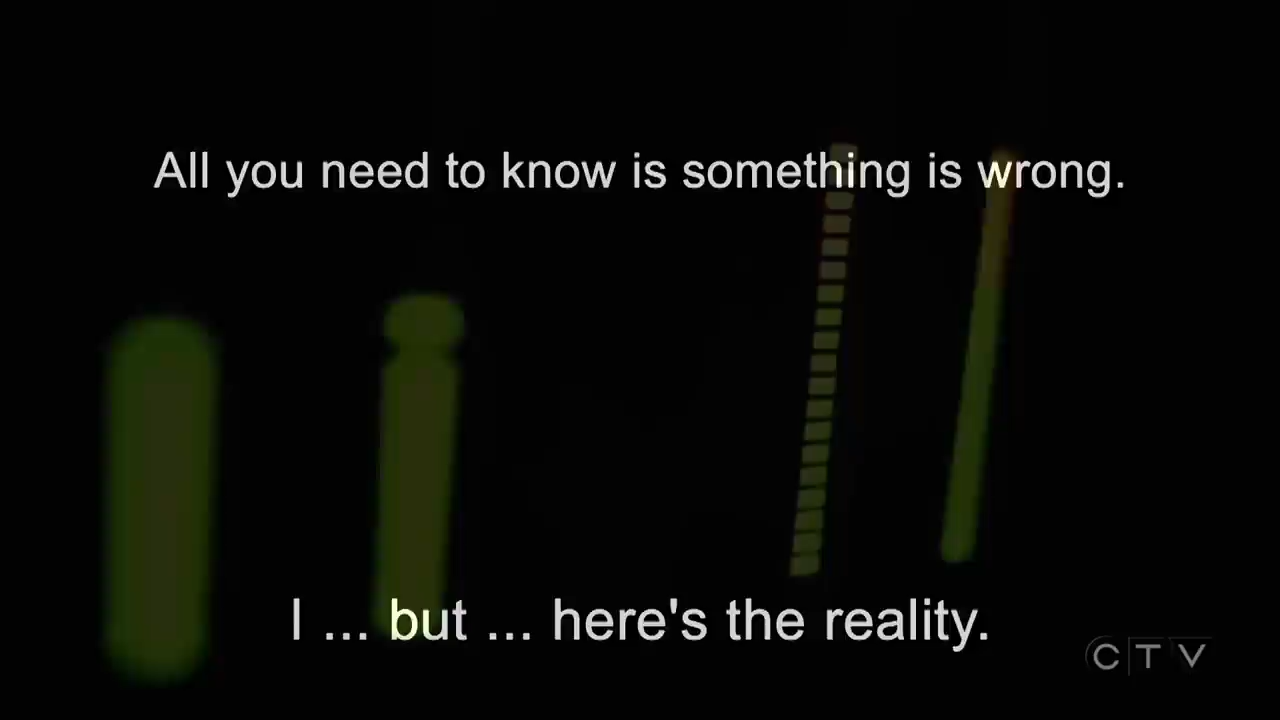 All you need to know is something is wrong.
I ... but ... here's the reality.
CTV